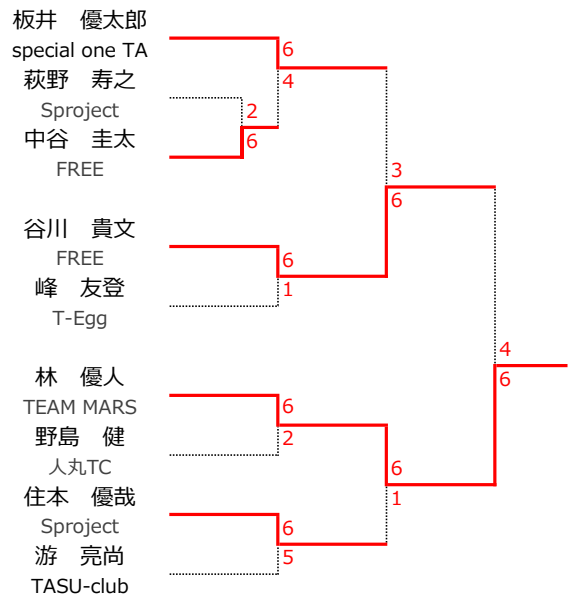 板井　優太郎
special one TA
萩野　寿之
Sproject
中谷　圭太
FREE
谷川　貴文
FREE
峰　友登
T-Egg
林　優人
TEAM MARS
野島　健
人丸TC
住本　優哉
Sproject
游　亮尚
TASU-club
6
4
2
6
6
1
6
2
6
5
3
6
6
1
4
6